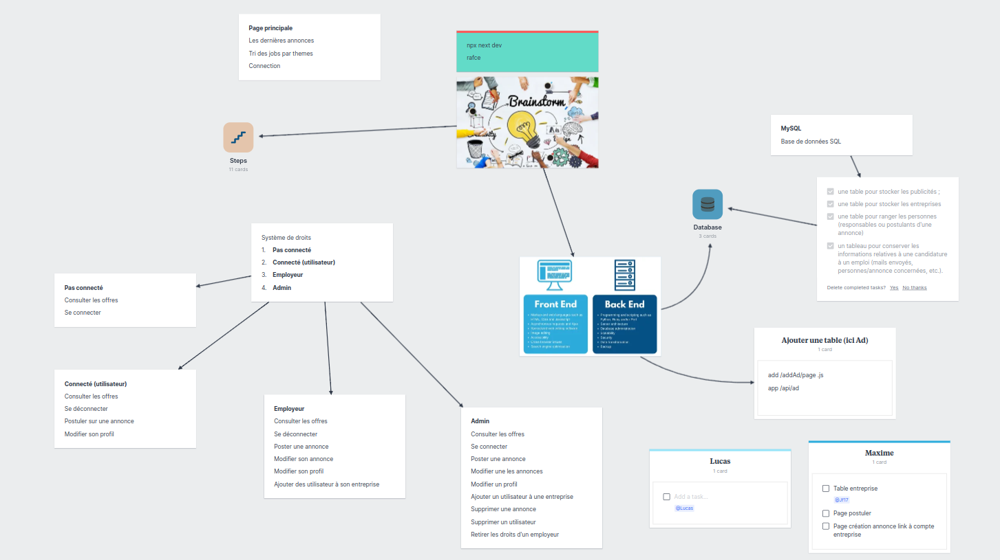 Page principale
Les dernières annonces
Tri des jobs par themes
Connection
npx next dev
rafce
Brainstorm
Steps
11 cards
MySQL
Base de données SQL
une table pour stocker les publicités ;
une table pour stocker les entreprises
une table pour ranger les personnes
(responsables ou postulants d'une
annonce)
un tableau pour conserver les
informations relatives à une candidature
à un emploi (mails envoyés,
personnes/annonce concernées, etc.).
Delete completed tasks? Yes No thanks
Database
3 cards
Système de droits
1. Pas connecté
2. Connecté (utilisateur)
3. Employeur
4. Admin
Pas connecté
Consulter les offres
Se connecter
Front End
Back End
Connecté (utilisateur)
Consulter les offres
Se déconnecter
Postuler sur une annonce
Modifier son profil
Employeur
Consulter les offres
Se déconnecter
Poster une annonce
Modifier son annonce
Modifier son profil
Ajouter des utilisateur à son entreprise
Admin
Consulter les offres
Se connecter
Poster une annonce
Modifier une les annonces
Modifier un profil
Ajouter un utilisateur à une entreprise
Supprimer une annonce
Supprimer un utilisateur
Retirer les droits d'un employeur
Ajouter une table (ici Ad)
1 card
add /addAd/page .js
app /api/ad
Lucas
1 card
Add a task...
@Lucas
Maxime
1 card
Table entreprise
@Jf17
Page postuler
Page création annonce link à compte
entreprise